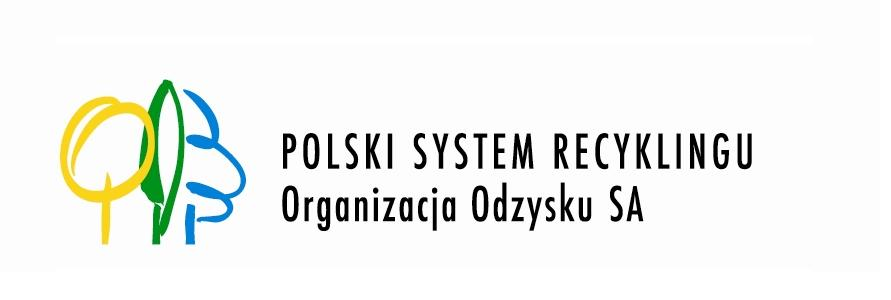 POLSKI SYSTEM RECYKLINGU
Organizacja Odzysku SA